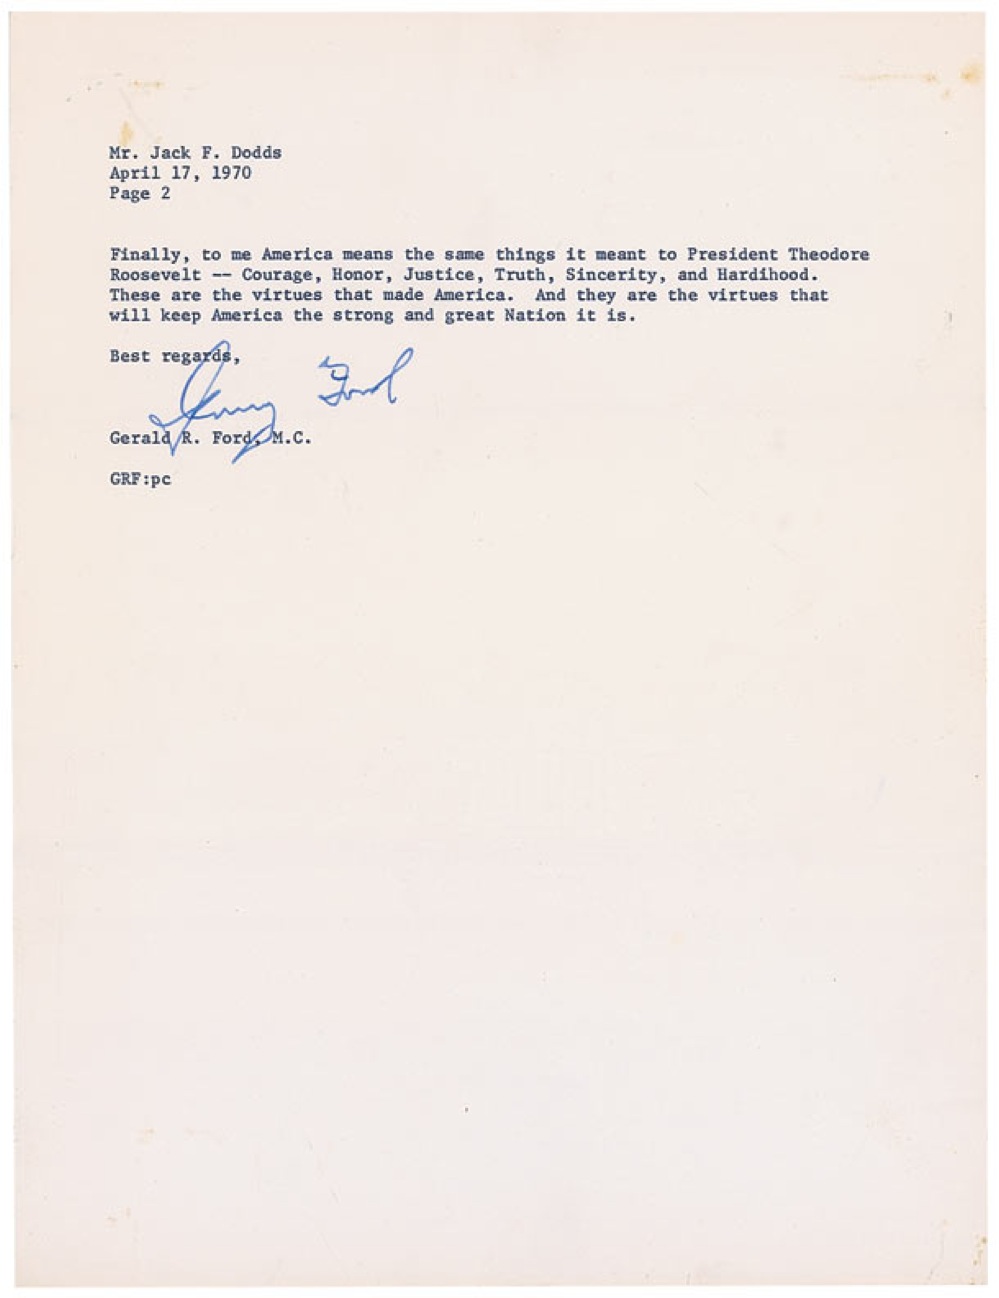 Mr. Jack F. Dodds
April 17, 1970
Page 2
Finally, to me America means the same things it meant to President Theodore
Roosevelt -- Courage, Honor, Justice, Truth, Sincerity, and Hardihood.
These are the virtues that made America.  And they are the virtues that
will keep America the strong and great Nation it is.
Best regards,
Jerry Ford
Gerald R. Ford, M.C.
GRF:pc